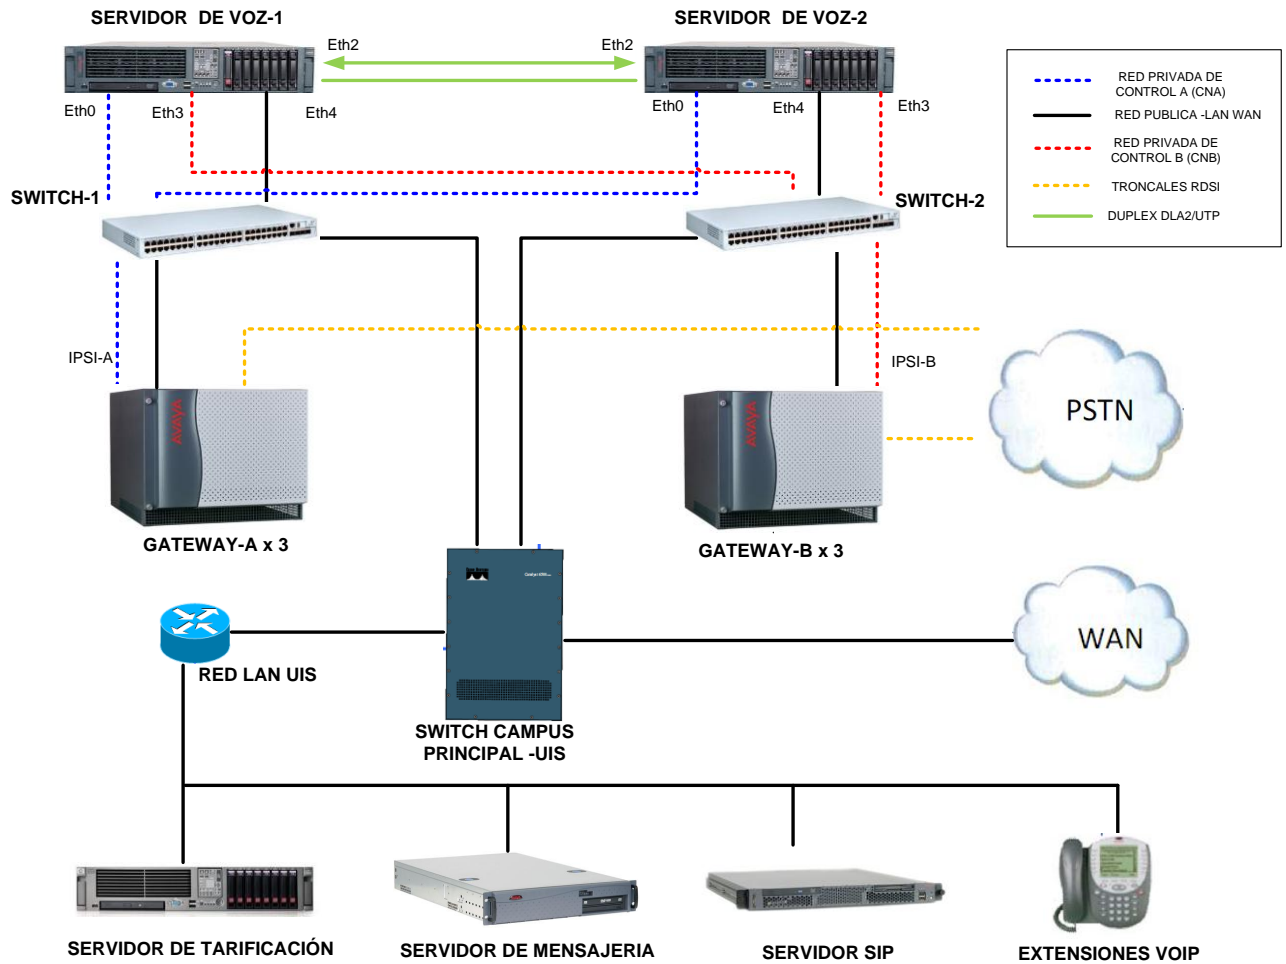 SERVIDOR DE VOZ-1
SERVIDOR DE VOZ-2
Eth2
Eth2
AVAYA
Eth0
Eth3
Eth4
Eth0
Eth4
Eth3
RED PRIVADA DE
CONTROL A (CNA)
RED PUBLICA -LAN WAN
RED PRIVADA DE
CONTROL B (CNB)
TRONCALES RDSI
DUPLEX DLA2/UTP
SWITCH-1
SWITCH-2
IPSI-A
IPSI-B
AVAYA
AVAYA
PSTN
GATEWAY-A x 3
GATEWAY-B x 3
WAN
RED LAN UIS
SWITCH CAMPUS
PRINCIPAL -UIS
SERVIDOR DE TARIFICACIÓN
SERVIDOR DE MENSAJERIA
SERVIDOR SIP
EXTENSIONES VOIP